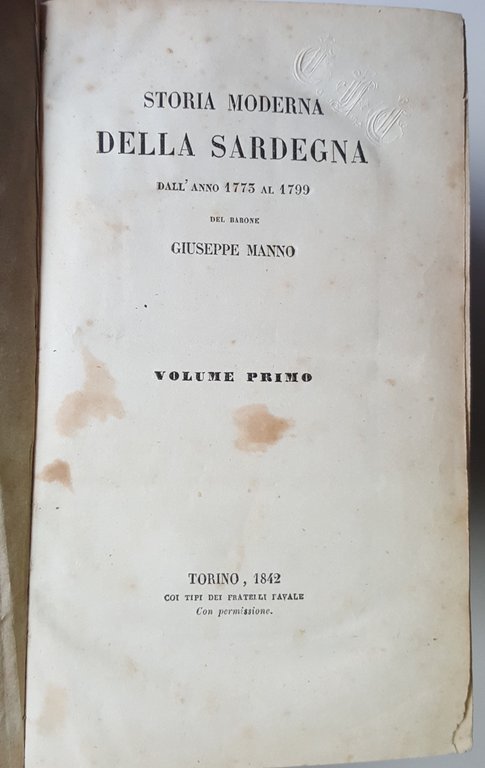 STORIA MODERNA
DELLA SARDEGNA
DALL'ANNO 1773 AL 1799
DEL BARONE
GIUSEPPE MANNO
VOLUME PRIMO
TORINO, 1842
COI TIPI DEI FRATELLI FAVALE
Con permissione.